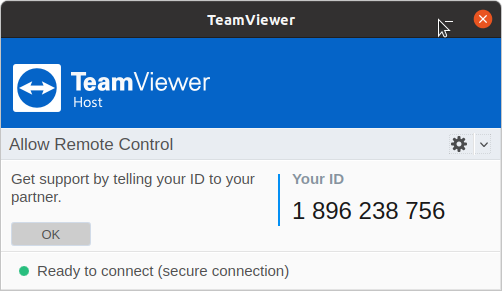 TeamViewer
TeamViewer
Host
Allow Remote Control
Get support by telling your ID to your
partner.
OK
Your ID
1 896 238 756
Ready to connect (secure connection)